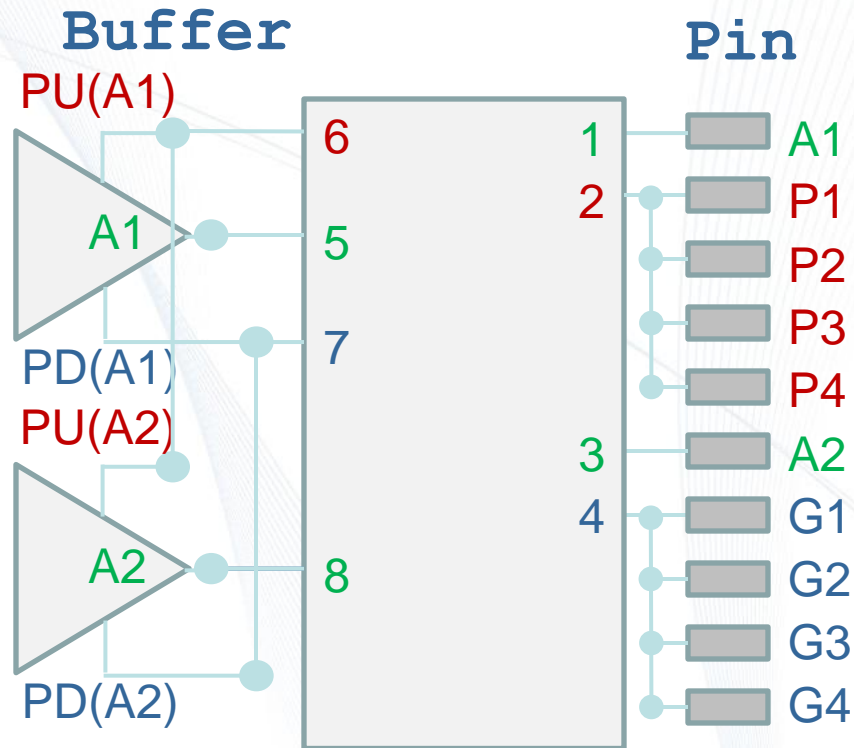 Buffer
Pin
PU(A1)
6
1
A1
2
P1
A1
5
P2
7
P3
PD(A1)
P4
PU(A2)
3
A2
4
G1
A2
8
G2
G3
PD(A2)
G4